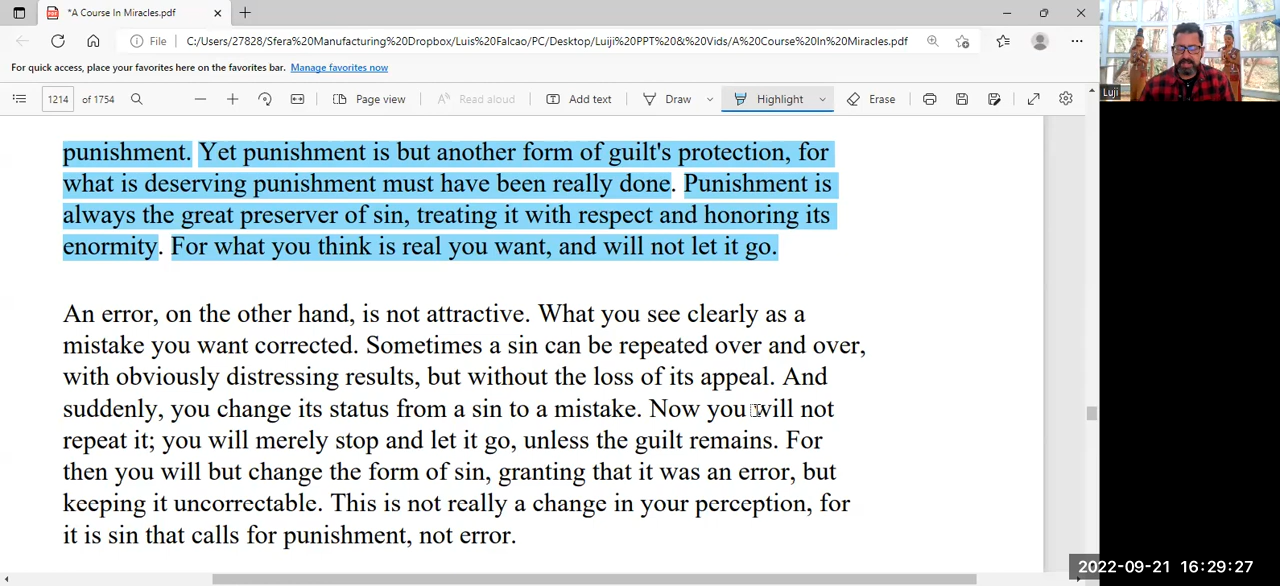 *A Course In Miracles.pdf
File C:/Users/27828/Sfera%20Manufacturing%20Dropbox/Luis%20Falcao/PC/Desktop/Luiji%20PPT%20&%20Vids/A%20Course%20In%20Miracles.pdf
For quick access, place your favorites here on the favorites bar. Manage favorites now
1214 of 1754 Page view Read aloud Add text Draw Highlight Erase
Luji
punishment. Yet punishment is but another form of guilt's protection, for
what is deserving punishment must have been really done. Punishment is
always the great preserver of sin, treating it with respect and honoring its
enormity. For what you think is real you want, and will not let it go.
An error, on the other hand, is not attractive. What you see clearly as a
mistake you want corrected. Sometimes a sin can be repeated over and over,
with obviously distressing results, but without the loss of its appeal. And
suddenly, you change its status from a sin to a mistake. Now you will not
repeat it; you will merely stop and let it go, unless the guilt remains. For
then you will but change the form of sin, granting that it was an error, but
keeping it uncorrectable. This is not really a change in your perception, for
it is sin that calls for punishment, not error.
2022-09-21 16:29:27